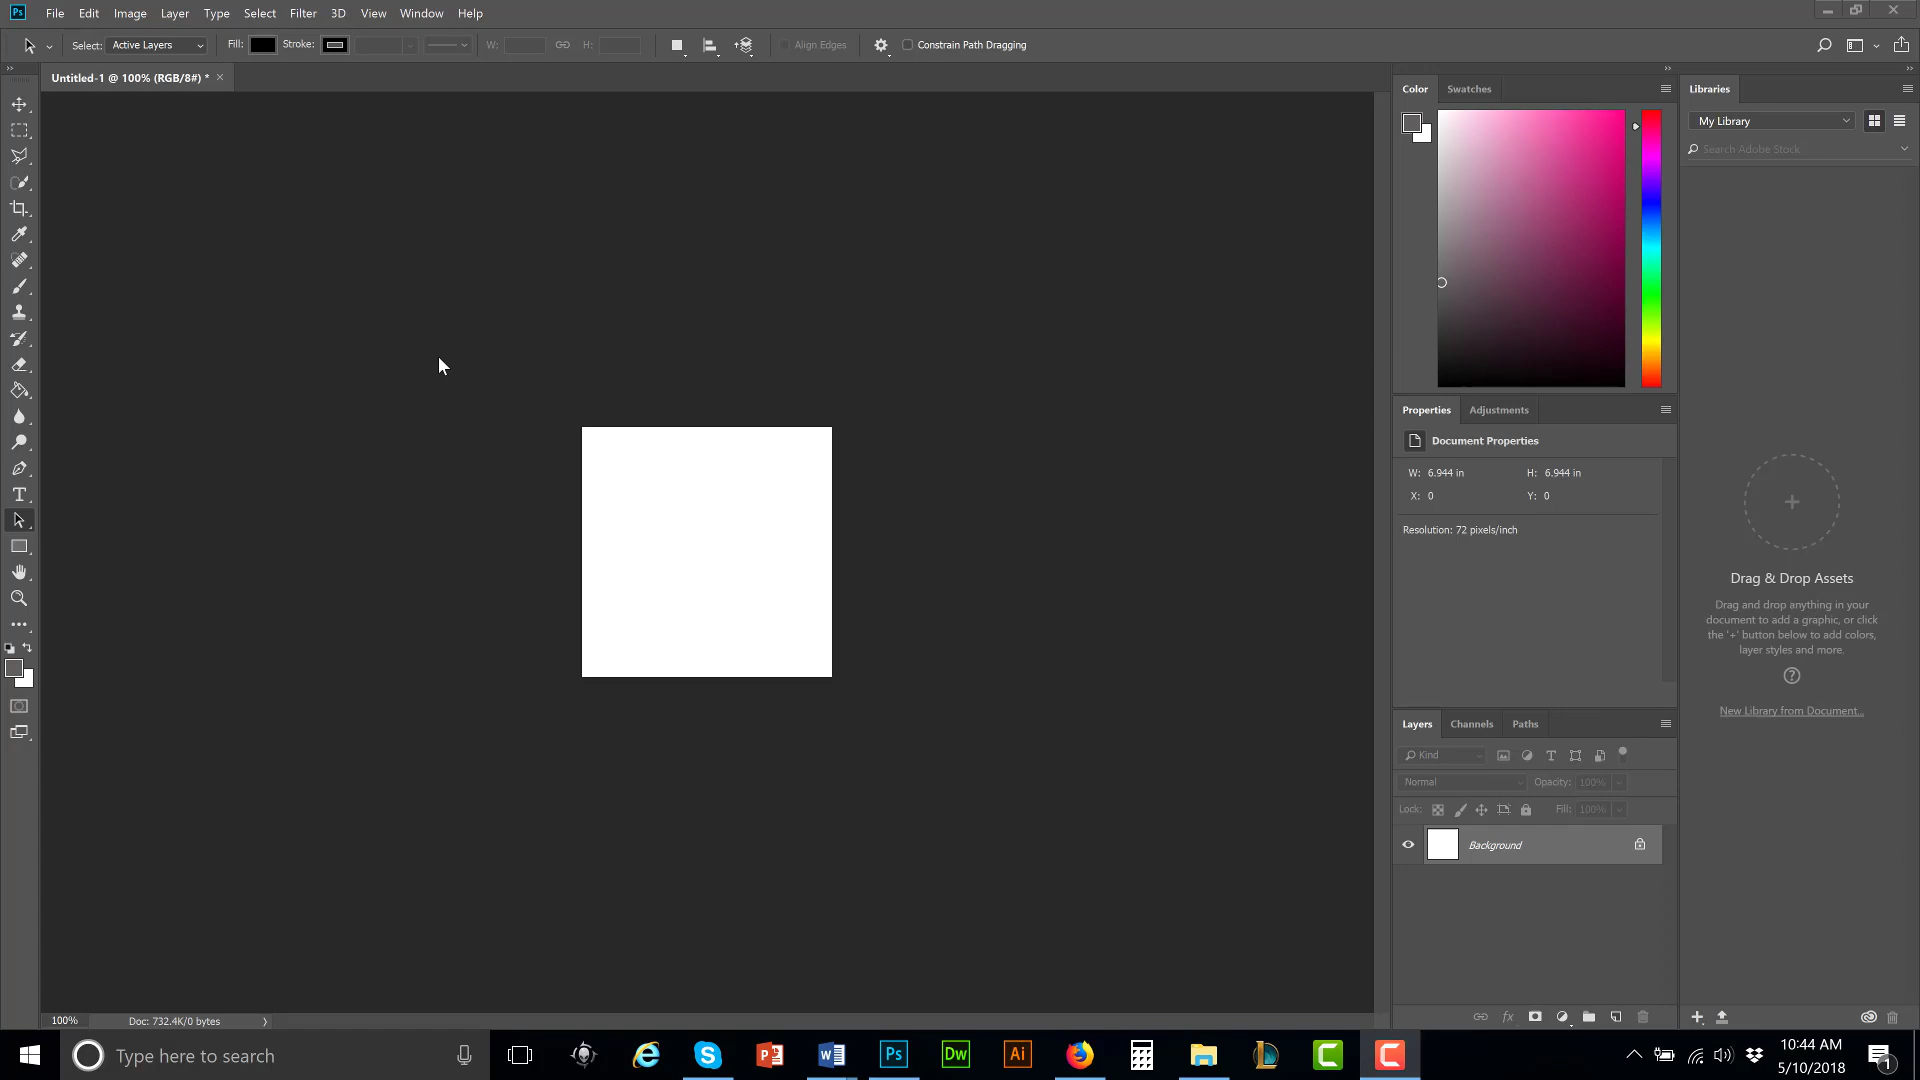 Ps File Edit Image Layer Type Select Filter 3D View Window Help
Select: Active Layers Fill: Stroke: W: H: Align Edges Constrain Path Dragging
Untitled-1 @ 100% (RGB/8#) * ×
Color Swatches
Libraries
My Library
Search Adobe Stock
Properties Adjustments
Document Properties
W: 6.944 in H: 6.944 in
X: 0 Y: 0
Resolution: 72 pixels/inch
Drag & Drop Assets
Drag and drop anything in your
document to add a graphic, or click
the '+' button below to add colors,
layer styles and more.
?
New Library from Document...
Layers Channels Paths
Kind
Normal Opacity: 100%
Lock: Fill: 100%
Background
fx
100% Doc: 732.4K/0 bytes
Type here to search
Ps Dw Ai
10:44 AM
5/10/2018
1